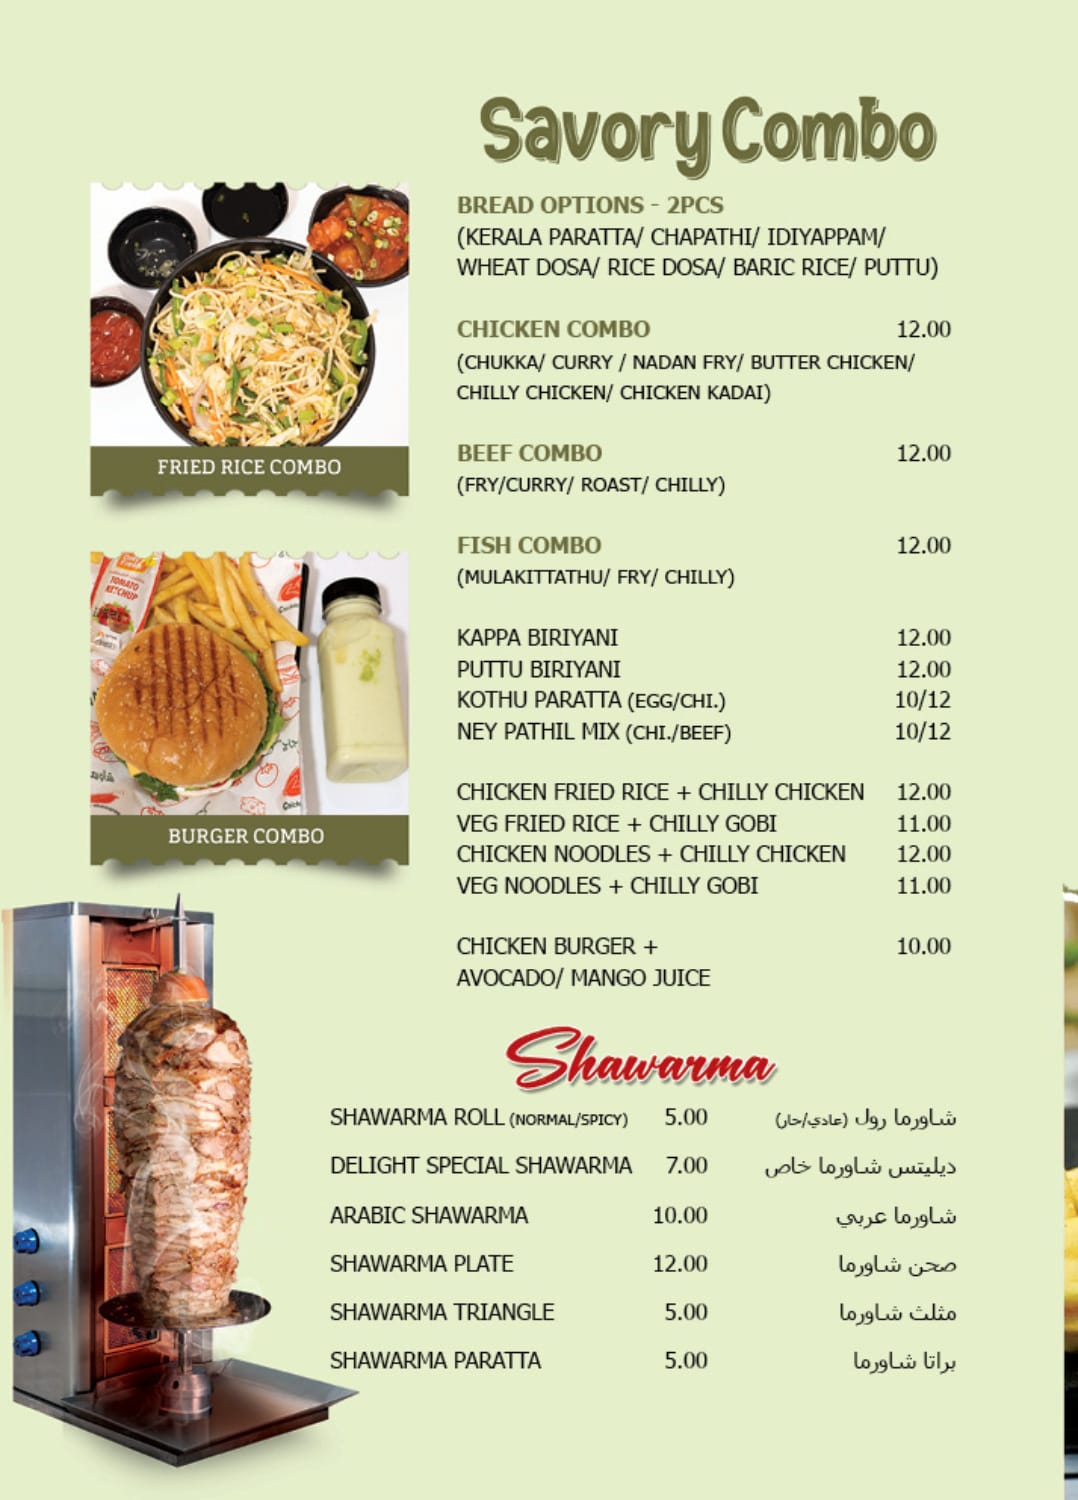 Savory Combo
BREAD OPTIONS - 2PCS
(KERALA PARATTA/ CHAPATHI/ IDIYAPPAM/
WHEAT DOSA/ RICE DOSA/ BARIC RICE/ PUTTU)
CHICKEN COMBO 12.00
(CHUKKA/ CURRY / NADAN FRY/ BUTTER CHICKEN/
CHILLY CHICKEN/ CHICKEN KADAI)
FRIED RICE COMBO
BEEF COMBO 12.00
(FRY/CURRY/ ROAST/ CHILLY)
FISH COMBO 12.00
(MULAKITTATHU/ FRY/ CHILLY)
TOMATO
KETCHUP
KAPPA BIRIYANI 12.00
PUTTU BIRIYANI 12.00
KOTHU PARATTA (EGG/CHI.) 10/12
NEY PATHIL MIX (CHI./BEEF) 10/12
BURGER COMBO
CHICKEN FRIED RICE + CHILLY CHICKEN 12.00
VEG FRIED RICE + CHILLY GOBI 11.00
CHICKEN NOODLES + CHILLY CHICKEN 12.00
VEG NOODLES + CHILLY GOBI 11.00
CHICKEN BURGER + 10.00
AVOCADO/ MANGO JUICE
Shawarma
SHAWARMA ROLL (NORMAL/SPICY) 5.00 شاورما رول (عادي/حار)
DELIGHT SPECIAL SHAWARMA 7.00 ديليتس شاورما خاص
ARABIC SHAWARMA 10.00 شاورما عربي
SHAWARMA PLATE 12.00 صحن شاورما
SHAWARMA TRIANGLE 5.00 مثلث شاورما
SHAWARMA PARATTA 5.00 براتا شاورما